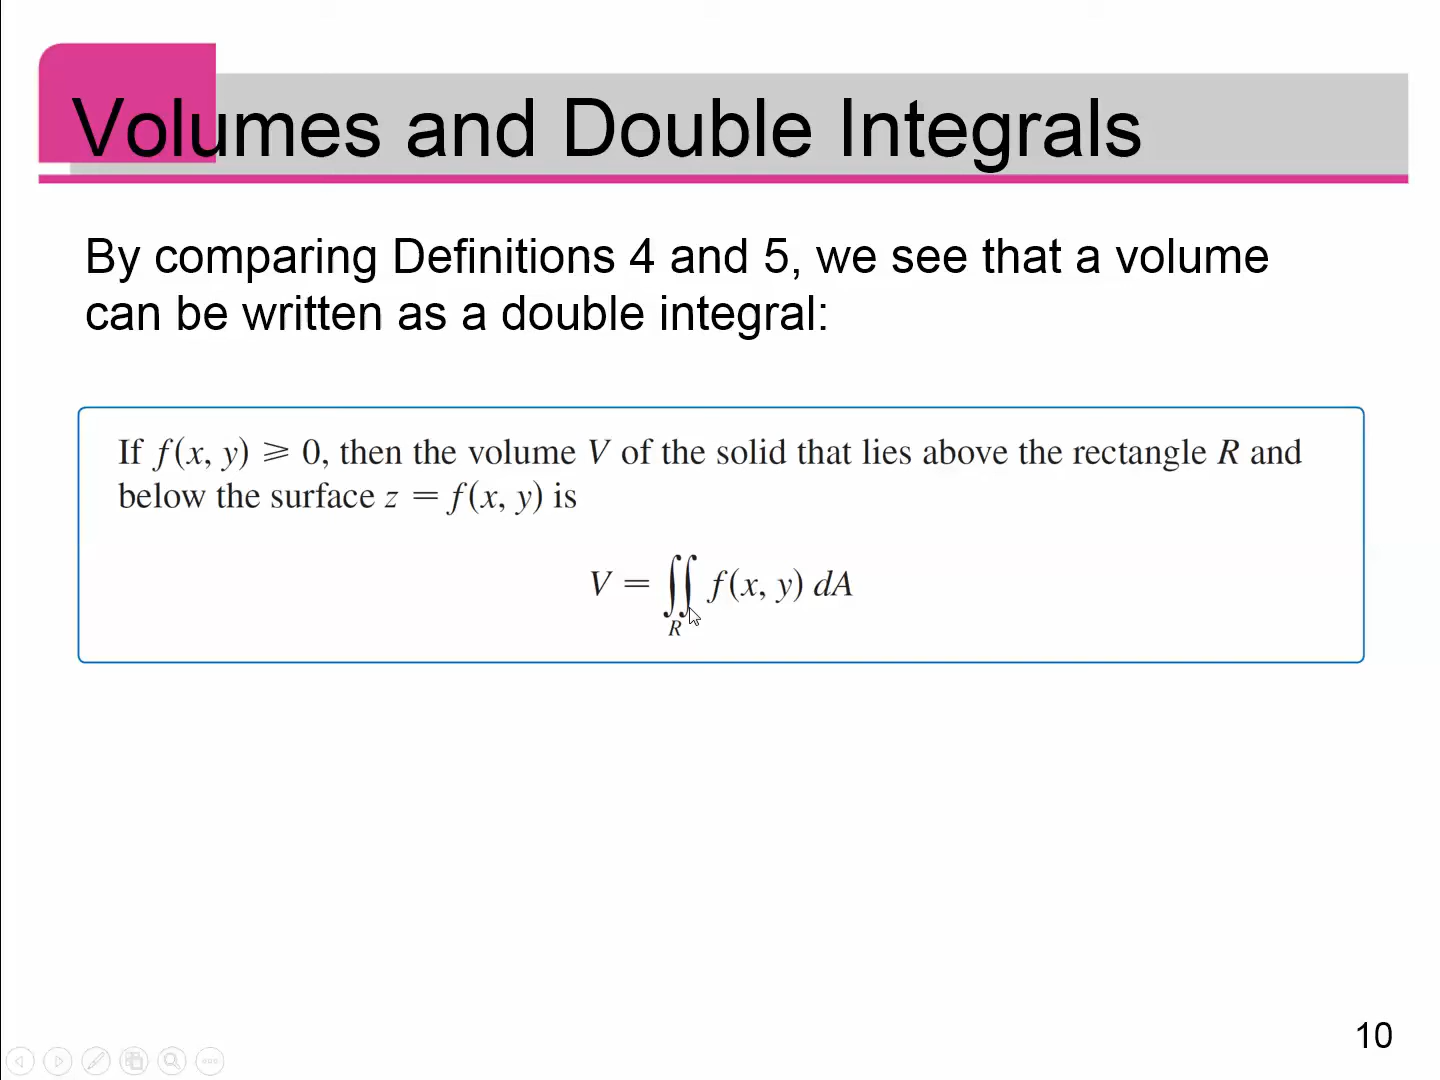 Volumes and Double Integrals
By comparing Definitions 4 and 5, we see that a volume
can be written as a double integral:
If f(x, y) ⩾ 0, then the volume V of the solid that lies above the rectangle R and
below the surface z = f(x, y) is
V = ∬ f(x, y) dA
R
10